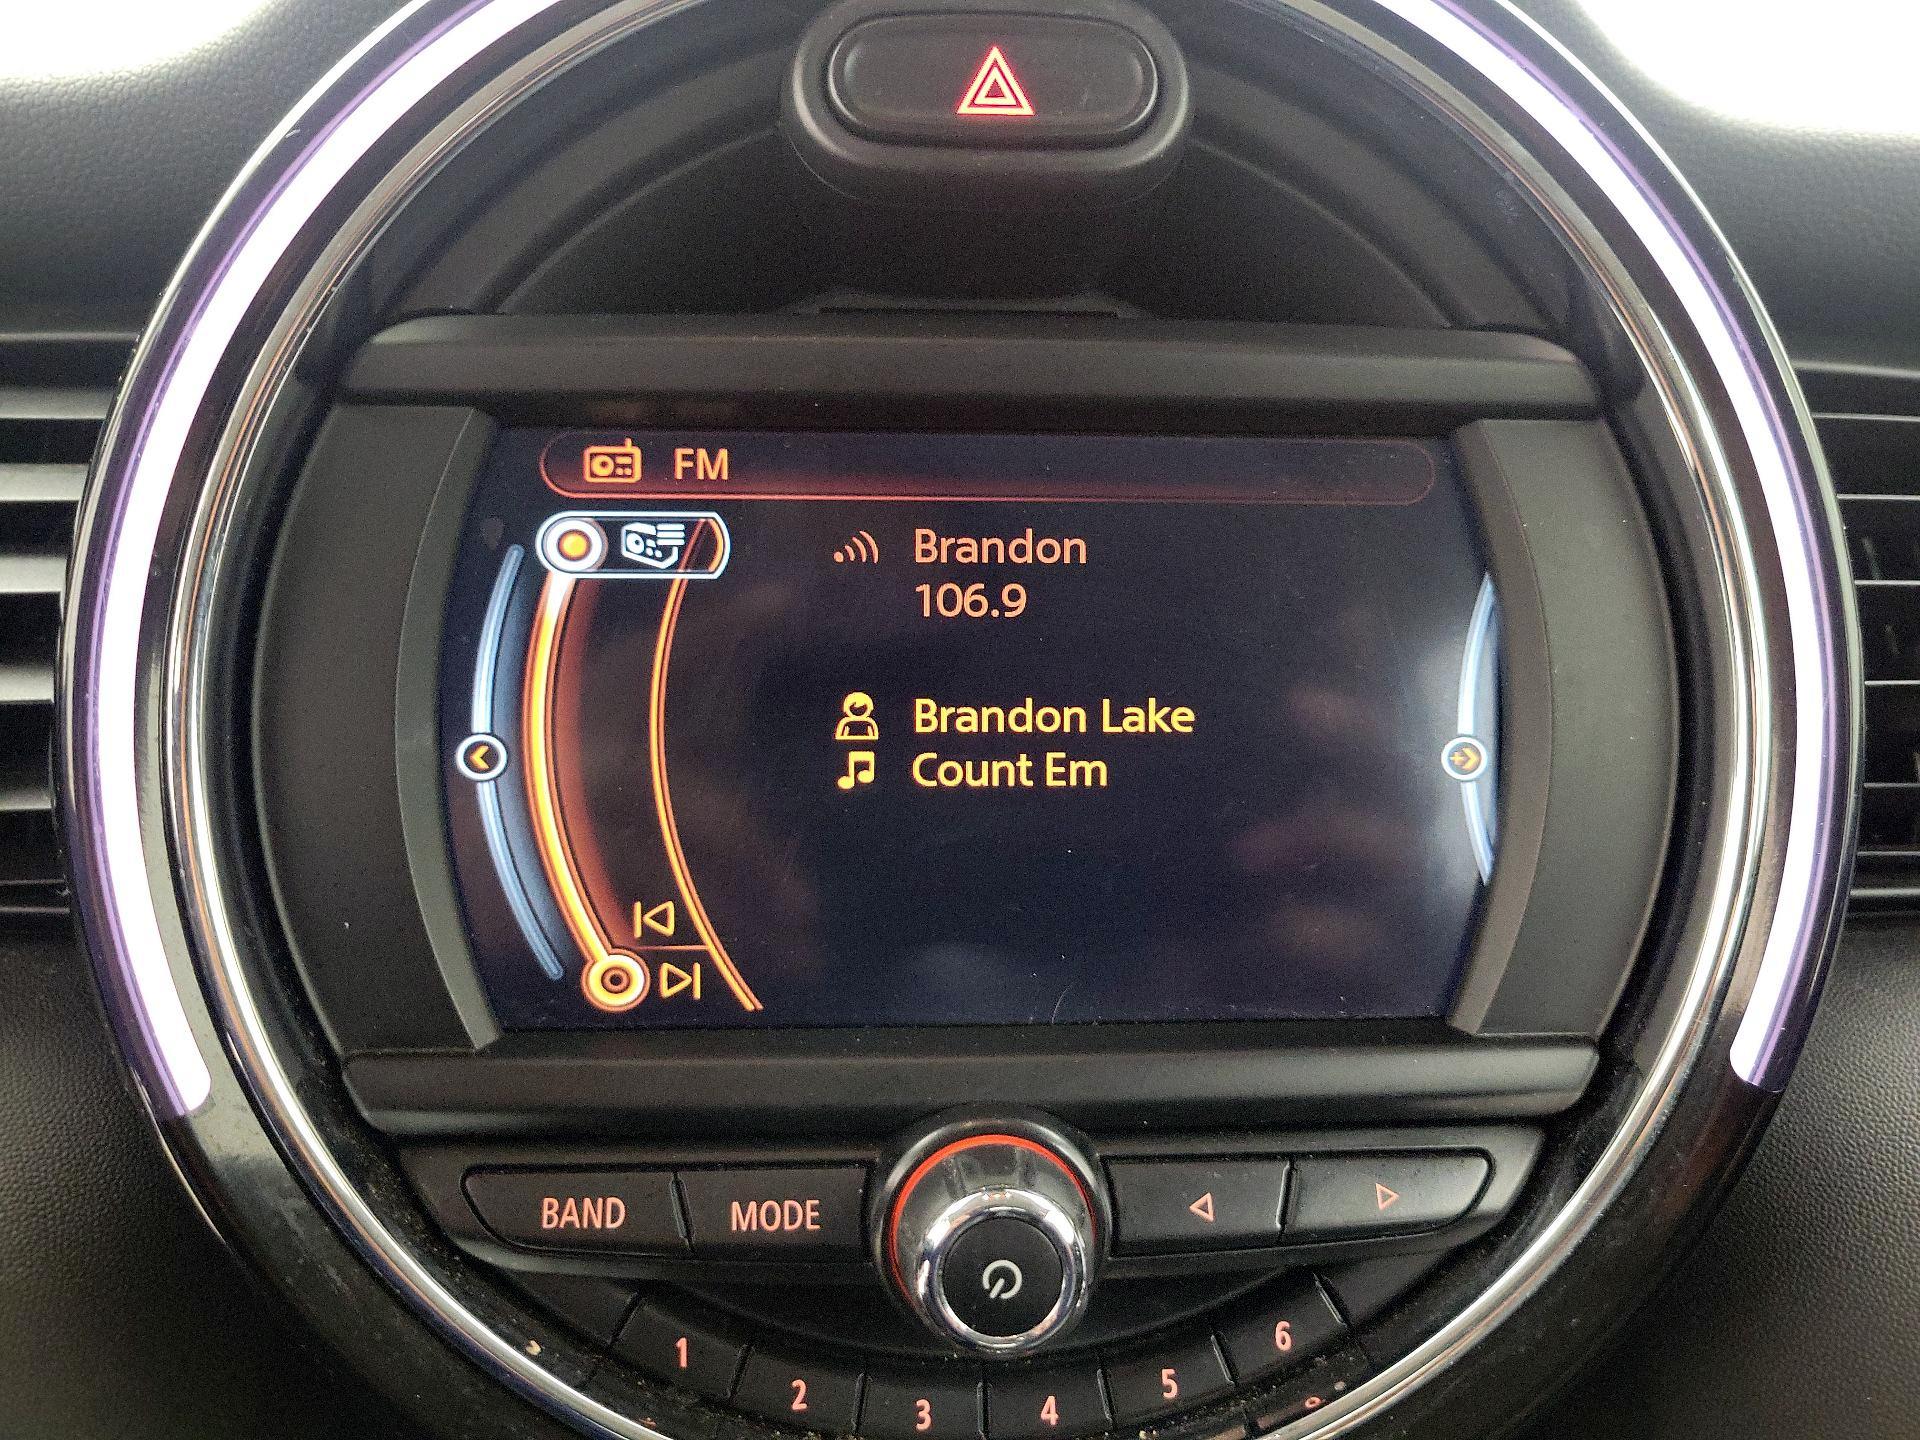 FM
Brandon
106.9
Brandon Lake
Count Em
BAND
MODE
1
2
3
4
5
6